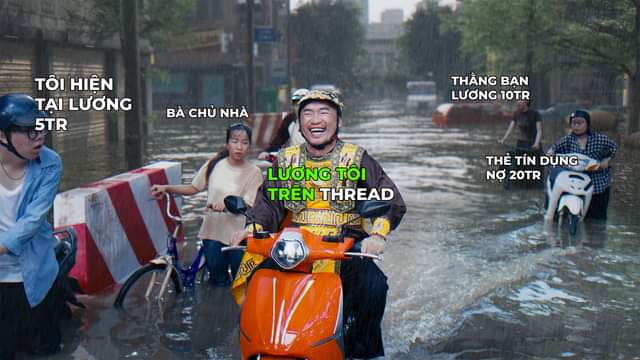 TÔI HIỆN
TẠI LƯƠNG
5TR
BÀ CHỦ NHÀ
THẰNG BẠN
LƯƠNG 10TR
THẺ TÍN DỤNG
NỢ 20TR
LƯƠNG TÔI
TRÊN THREAD